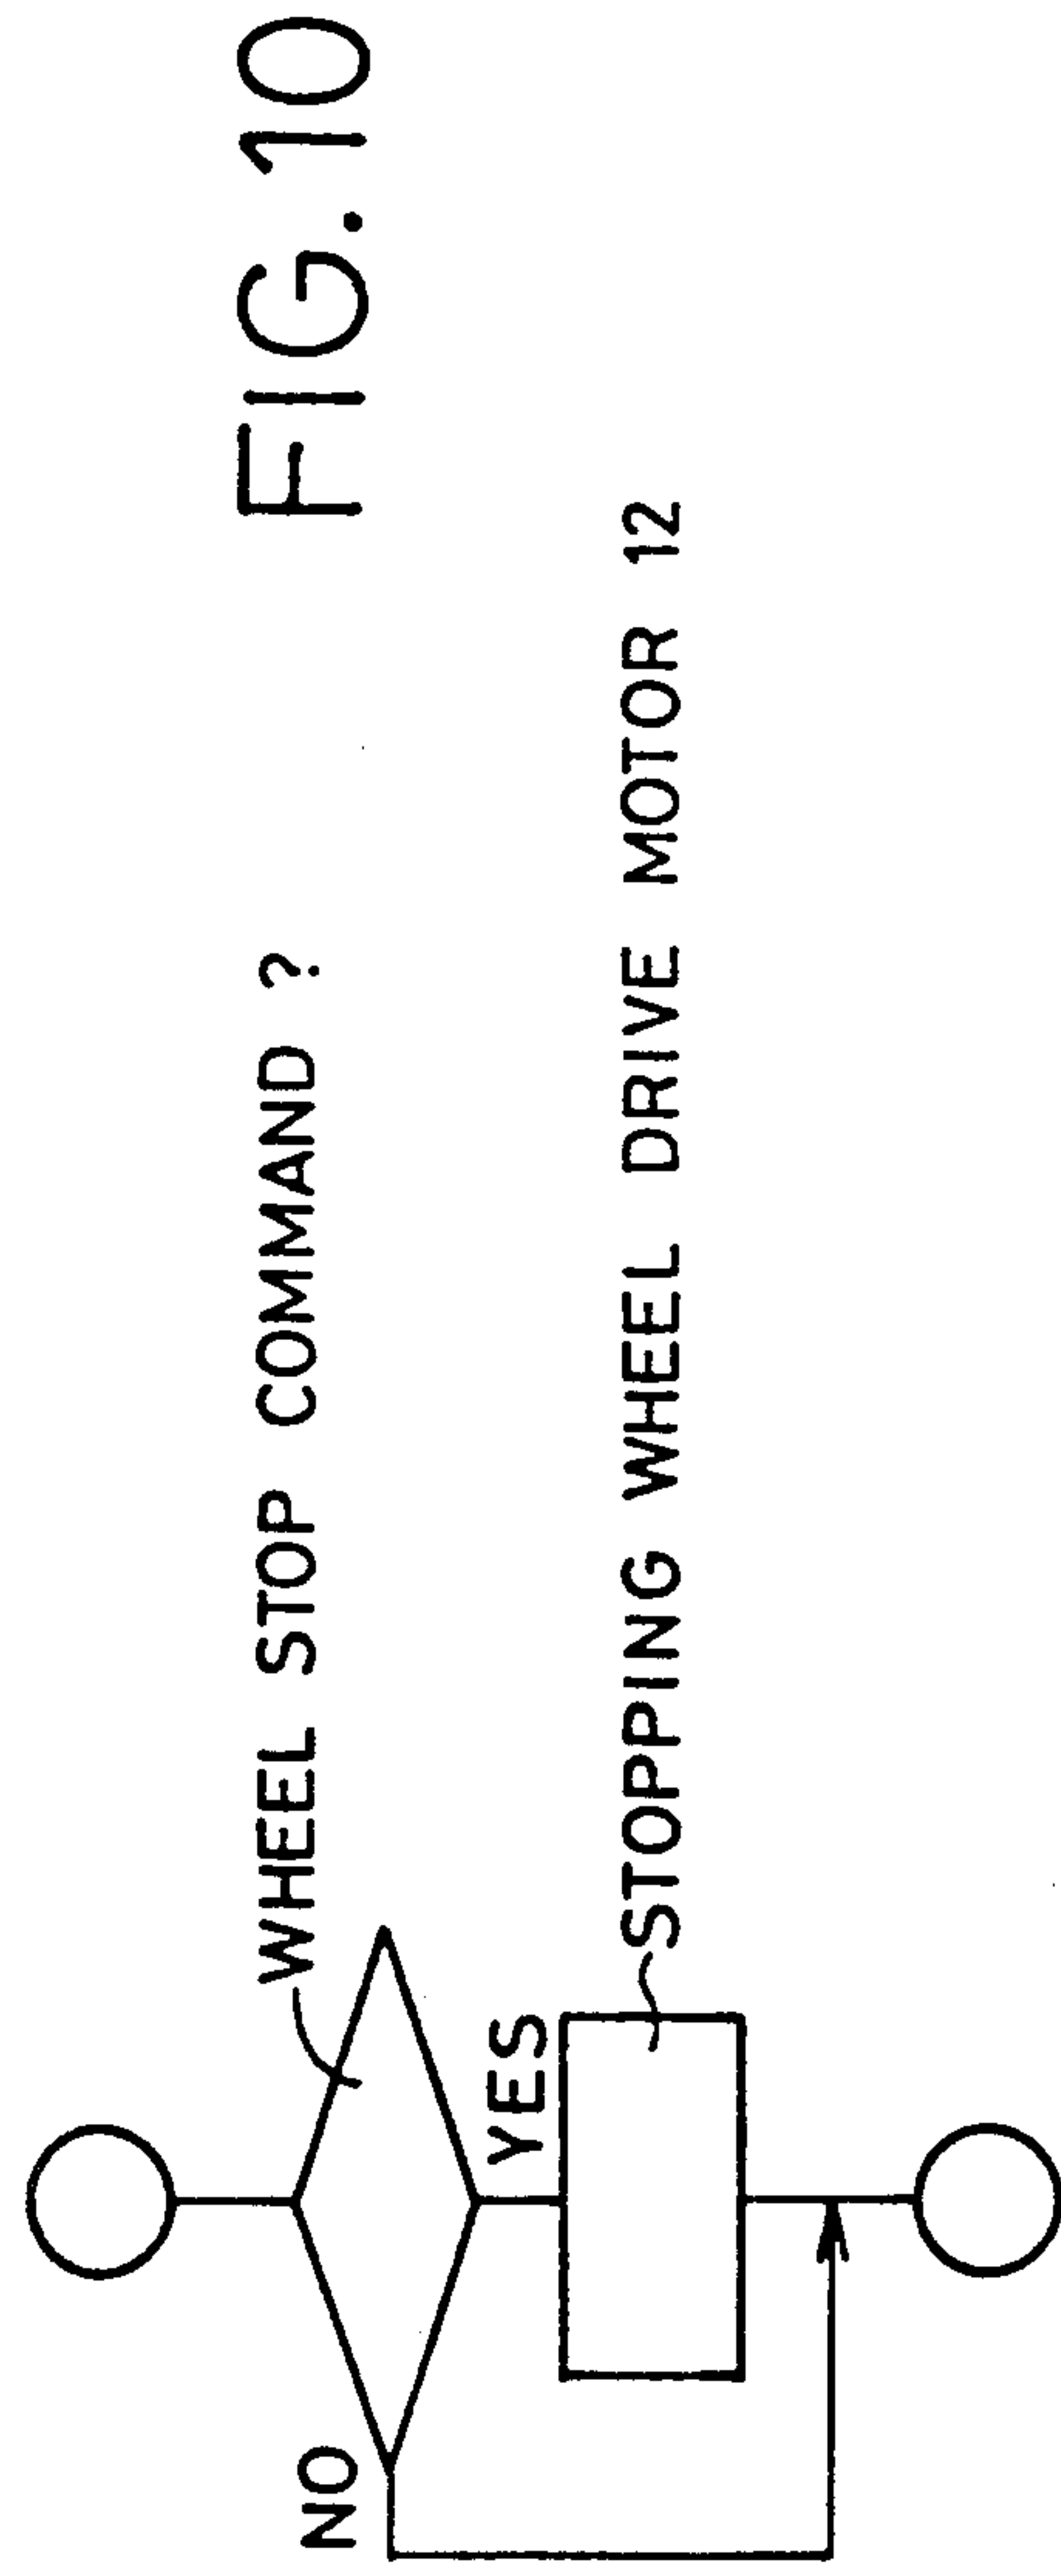 FIG.10
WHEEL STOP COMMAND ?
NO
YES
STOPPING WHEEL DRIVE MOTOR 12